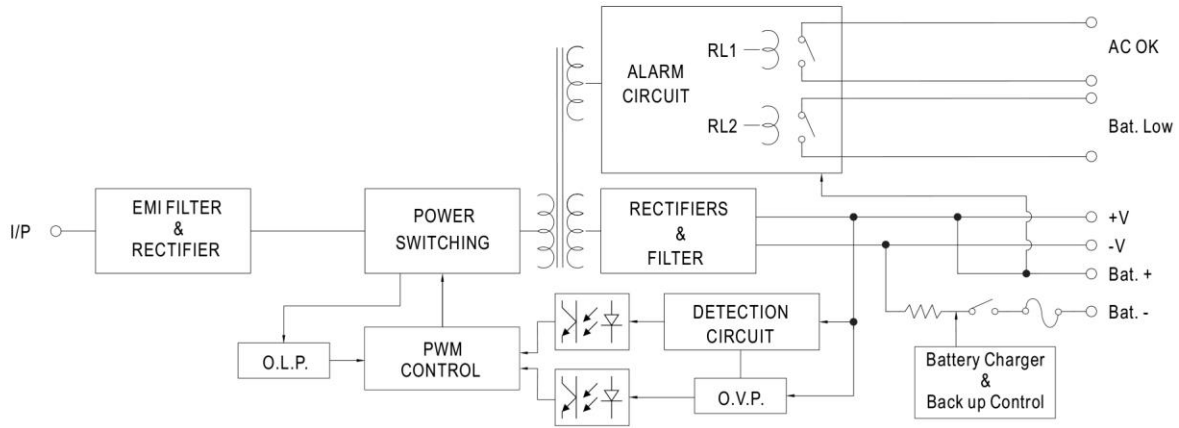 RL1
AC OK
ALARM
CIRCUIT
RL2
Bat. Low
I/P
EMI FILTER
&
RECTIFIER
POWER
SWITCHING
RECTIFIERS
&
FILTER
+V
-V
Bat. +
Bat. -
O.L.P.
PWM
CONTROL
DETECTION
CIRCUIT
O.V.P.
Battery Charger
&
Back up Control